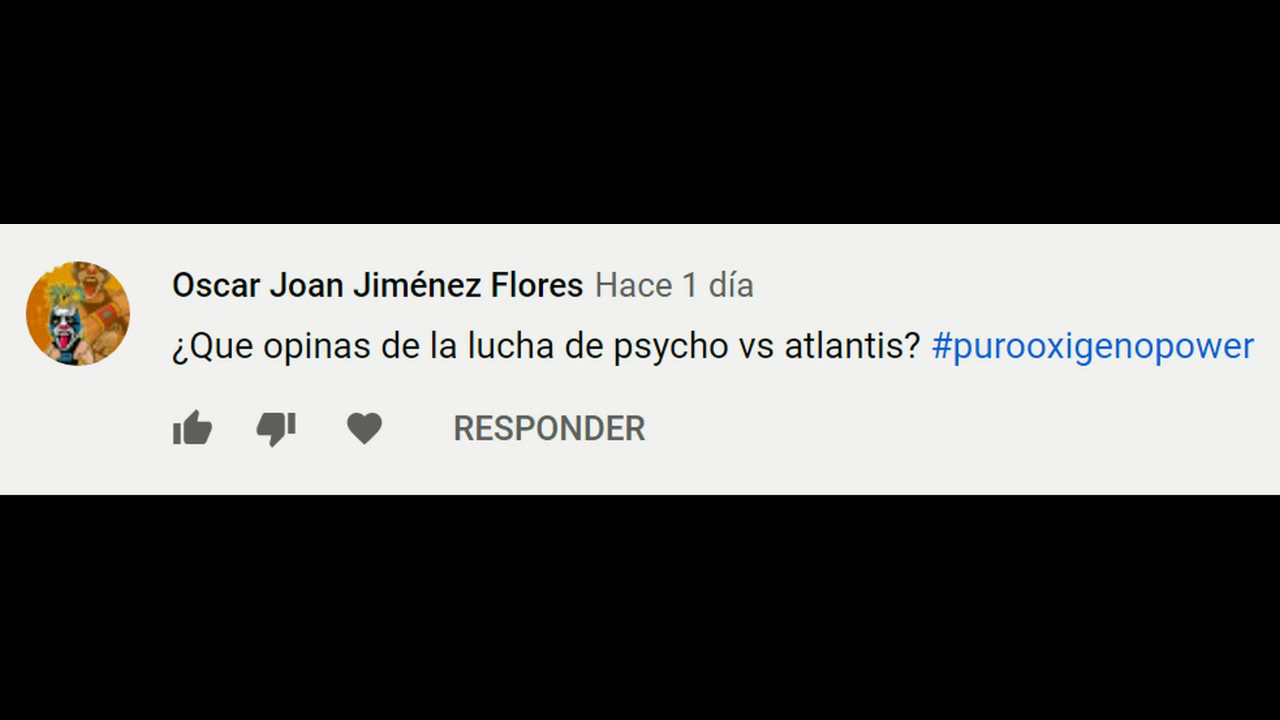 Oscar Joan Jiménez Flores Hace 1 día
¿Que opinas de la lucha de psycho vs atlantis? #purooxigenopower
RESPONDER